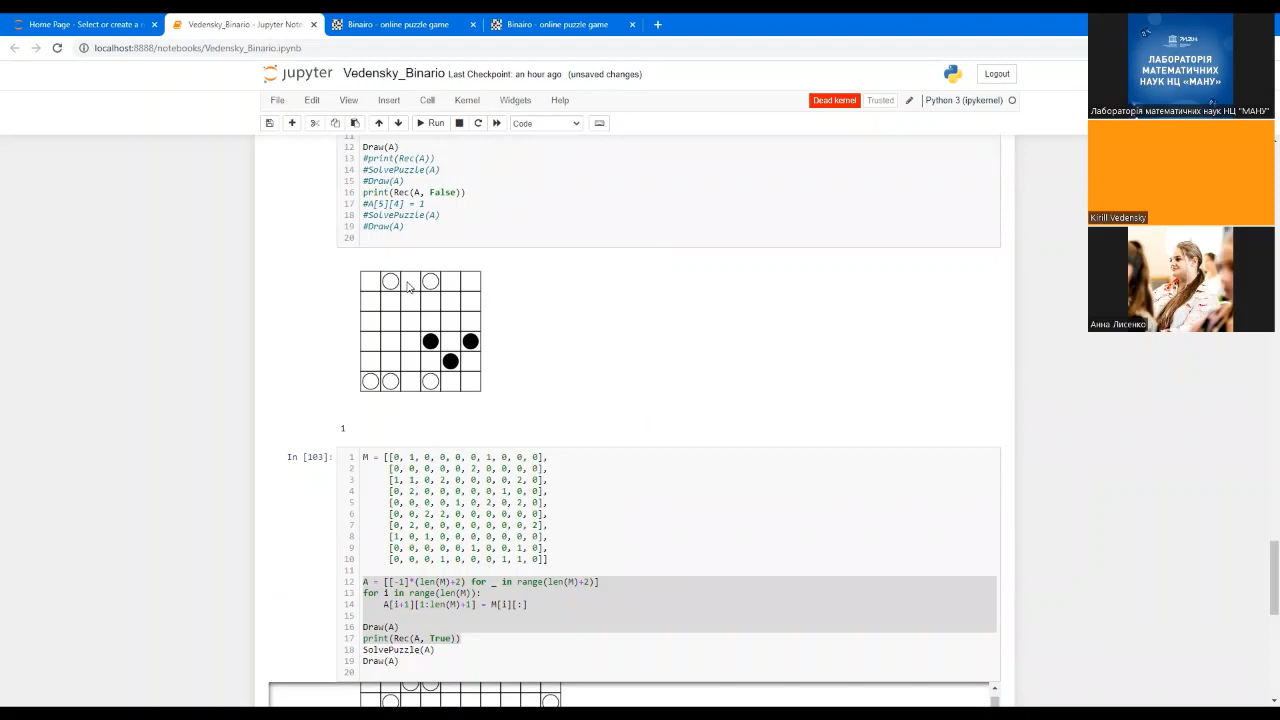 Home Page - Select or create a n
Vedensky_Binario - Jupyter Note
Binairo - online puzzle game
Binairo - online puzzle game
localhost:8888/notebooks/Vedensky_Binario.ipynb
jupyter Vedensky_Binario Last Checkpoint: an hour ago (unsaved changes)
Logout
File Edit View Insert Cell Kernel Widgets Help
Dead kernel Trusted Python 3 (ipykernel)
Run Code
11
12 Draw(A)
13 #print(Rec(A))
14 #SolvePuzzle(A)
15 #Draw(A)
16 print(Rec(A, False))
17 #A[5][4] = 1
18 #SolvePuzzle(A)
19 #Draw(A)
20
1
In [103]:
1 M = [[0, 1, 0, 0, 0, 0, 1, 0, 0, 0],
2 [0, 0, 0, 0, 0, 2, 0, 0, 0, 0],
3 [1, 1, 0, 2, 0, 0, 0, 0, 2, 0],
4 [0, 2, 0, 0, 0, 0, 0, 1, 0, 0],
5 [0, 0, 0, 0, 1, 0, 2, 0, 2, 0],
6 [0, 0, 2, 2, 0, 0, 0, 0, 0, 0],
7 [0, 2, 0, 0, 0, 0, 0, 0, 0, 2],
8 [1, 0, 1, 0, 0, 0, 0, 0, 0, 0],
9 [0, 0, 0, 0, 0, 1, 0, 0, 1, 0],
10 [0, 0, 0, 1, 0, 0, 0, 1, 1, 0]]
11
12 A = [[-1]*(len(M)+2) for _ in range(len(M)+2)]
13 for i in range(len(M)):
14 A[i+1][1:len(M)+1] = M[i][:]
15
16 Draw(A)
17 print(Rec(A, True))
18 SolvePuzzle(A)
19 Draw(A)
20
ЛАБОРАТОРІЯ
МАТЕМАТИЧНИХ
НАУК НЦ «МАНУ»
Лабораторія математичних наук НЦ "МАНУ"
Kirill Vedensky
Анна Лисенко